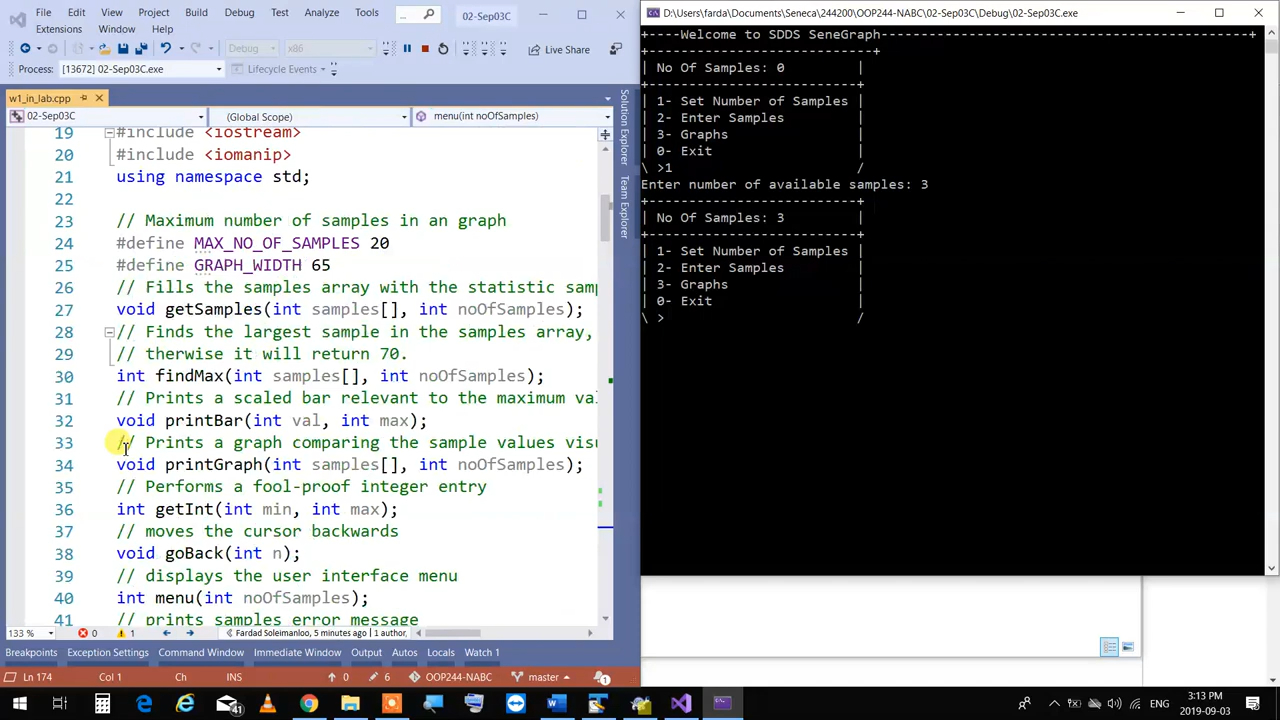 File Edit View Project Build Debug
Test Analyze Tools ... 02-Sep03C
Extensions Window Help
Debug x86 Live Share
Process: [13672] 02-Sep03C.exe Lifecycle Events
w1_in_lab.cpp
02-Sep03C (Global Scope) menu(int noOfSamples)
19 #include <iostream>
20 #include <iomanip>
21 using namespace std;
22
23 // Maximum number of samples in an graph
24 #define MAX_NO_OF_SAMPLES 20
25 #define GRAPH_WIDTH 65
26 // Fills the samples array with the statistic sam
27 void getSamples(int samples[], int noOfSamples);
28 // Finds the largest sample in the samples array,
29 // therwise it will return 70.
30 int findMax(int samples[], int noOfSamples);
31 // Prints a scaled bar relevant to the maximum va
32 void printBar(int val, int max);
33 // Prints a graph comparing the sample values vis
34 void printGraph(int samples[], int noOfSamples);
35 // Performs a fool-proof integer entry
36 int getInt(int min, int max);
37 // moves the cursor backwards
38 void goBack(int n);
39 // displays the user interface menu
40 int menu(int noOfSamples);
41 // prints samples error message
133 % 0 1 Fardad Soleimanloo, 5 minutes ago | 1 author,
Breakpoints Exception Settings Command Window Immediate Window Output Autos Locals Watch 1
Ln 174 Col 1 Ch INS 0 6 OOP244-NABC master 1
Solution Explorer
Team Explorer
D:\Users\farda\Documents\Seneca\244200\OOP244-NABC\02-Sep03C\Debug\02-Sep03C.exe
+----Welcome to SDDS SeneGraph-----------------------------------------------+
+----------------------------+
| No Of Samples: 0         |
+--------------------------+
| 1- Set Number of Samples |
| 2- Enter Samples         |
| 3- Graphs                |
| 0- Exit                  |
\ >1                       /
Enter number of available samples: 3
+--------------------------+
| No Of Samples: 3         |
+--------------------------+
| 1- Set Number of Samples |
| 2- Enter Samples         |
| 3- Graphs                |
| 0- Exit                  |
\ >                        /
41 ENG 3:13 PM
2019-09-03